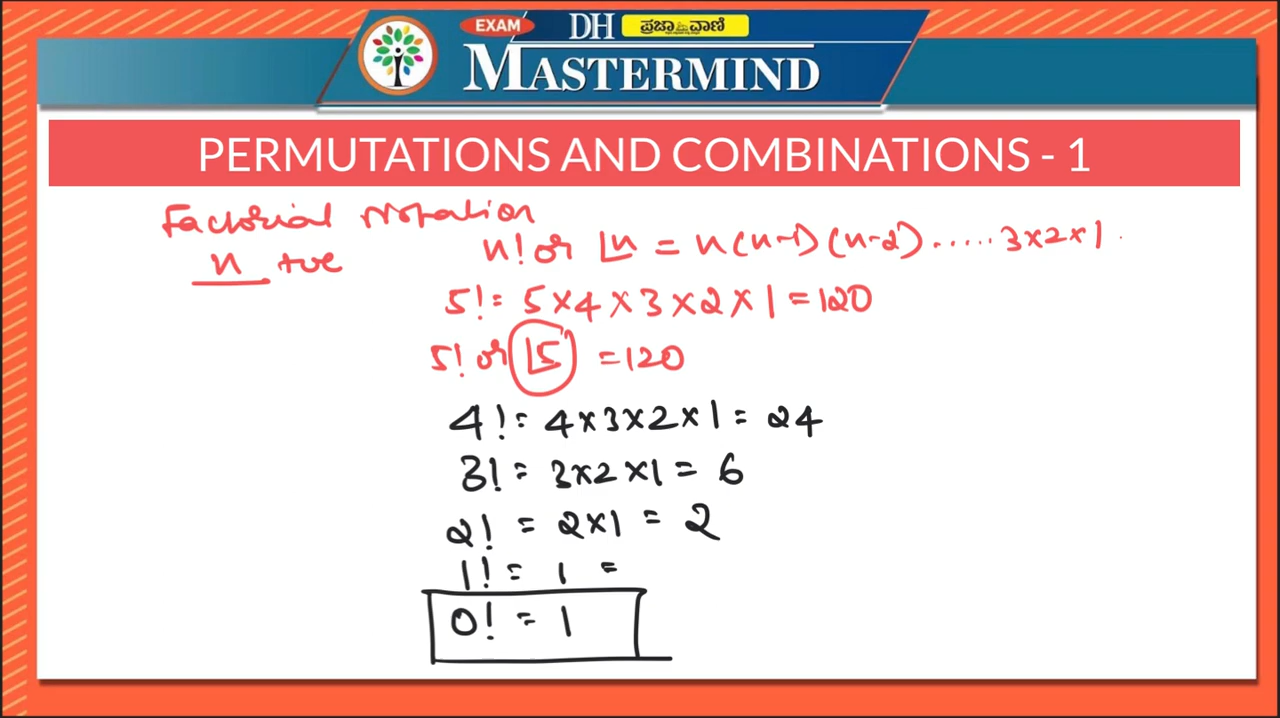 EXAM DH ಪ್ರಜಾವಾಣಿ
MASTERMIND
PERMUTATIONS AND COMBINATIONS - 1
Factorial Notation
n +ve
n! or ⌊n = n(n-1)(n-2).....3×2×1.
5! = 5×4×3×2×1 = 120
5! or ⌊5 = 120
4! = 4×3×2×1 = 24
3! = 3×2×1 = 6
2! = 2×1 = 2
1! = 1 =
0! = 1